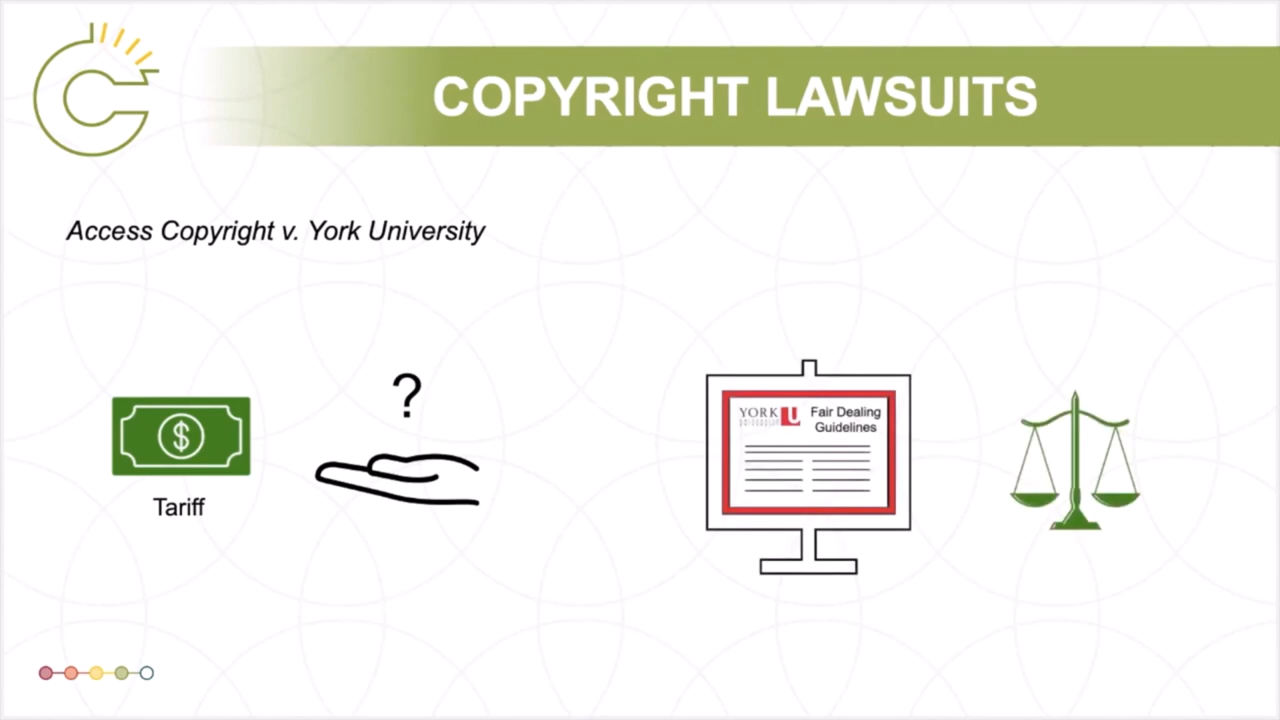 COPYRIGHT LAWSUITS
Access Copyright v. York University
?
$
Tariff
YORK U
Fair Dealing
Guidelines